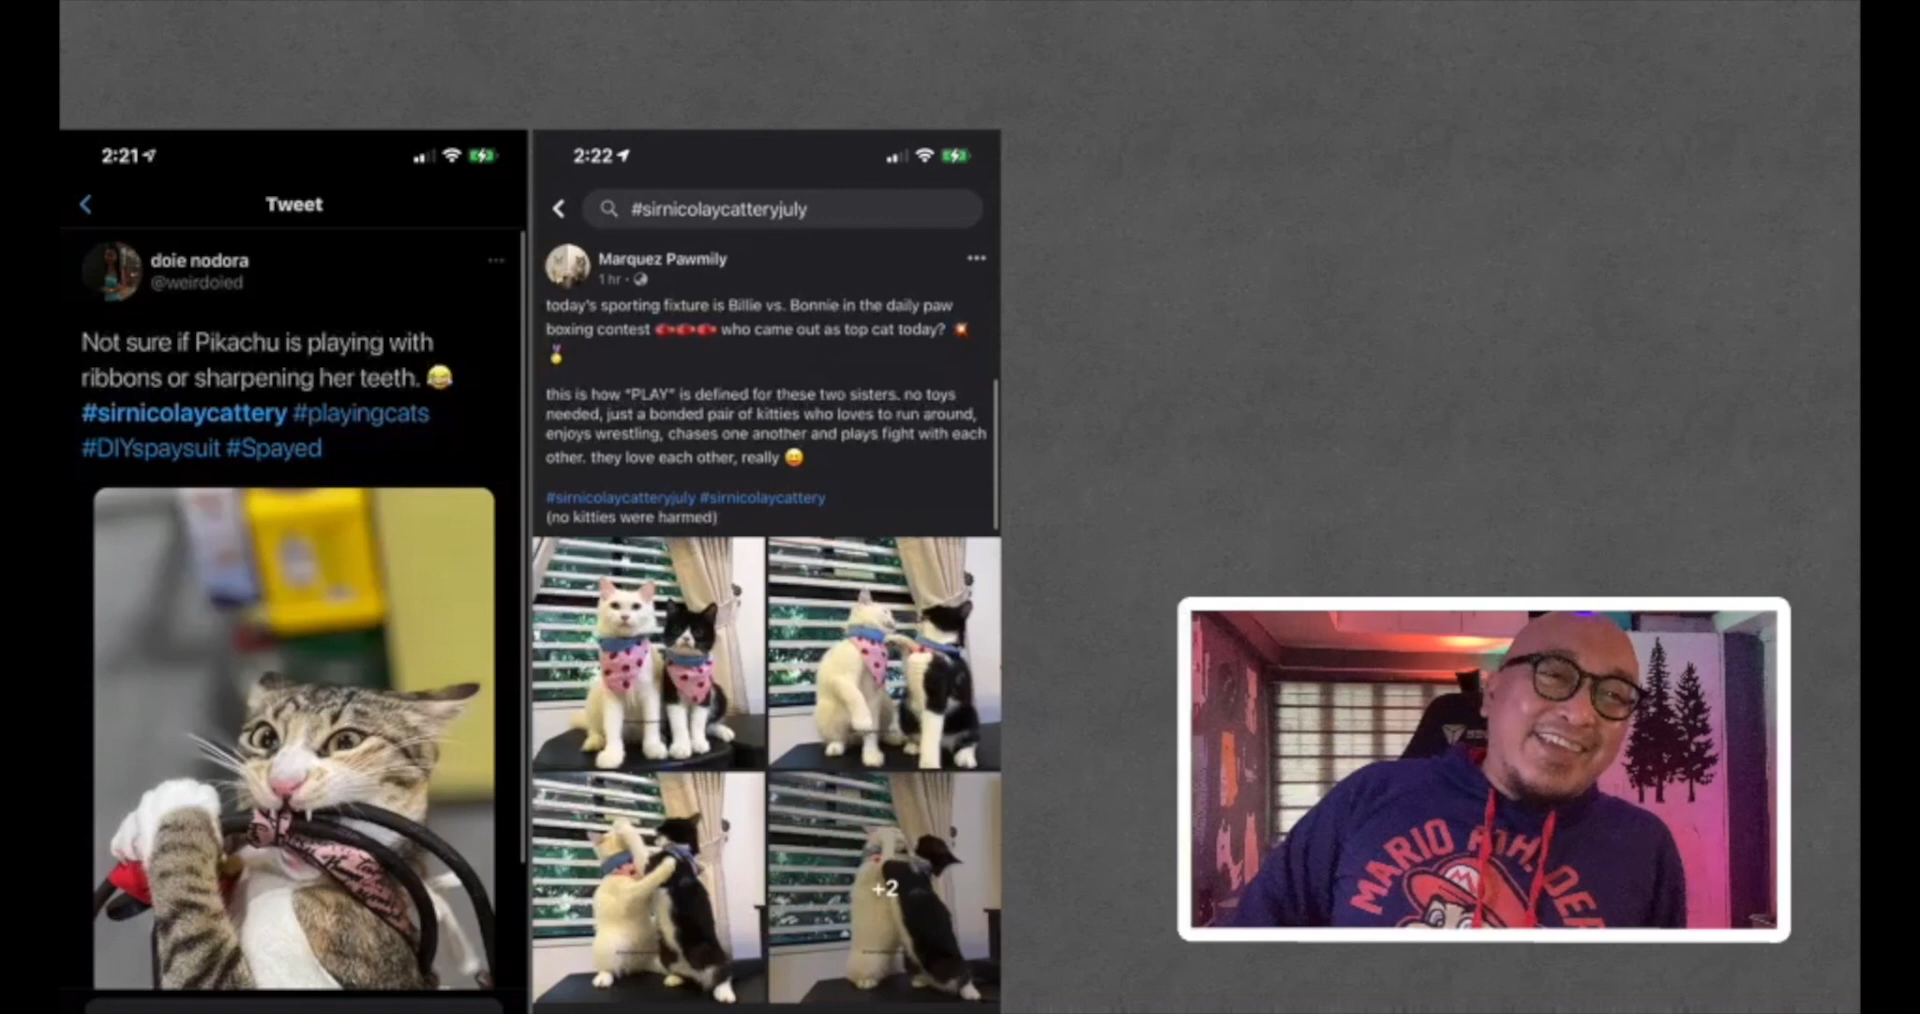 2:21
Tweet
doie nodora
@weirdoied
Not sure if Pikachu is playing with
ribbons or sharpening her teeth. 😂
#sirnicolaycattery #playingcats
#DIYspaysuit #Spayed
2:22
#sirnicolaycatteryjuly
Marquez Pawmily
1 hr ·
today's sporting fixture is Billie vs. Bonnie in the daily paw
boxing contest 🥊🥊🥊 who came out as top cat today? 💥
🏅
this is how "PLAY" is defined for these two sisters. no toys
needed, just a bonded pair of kitties who loves to run around,
enjoys wrestling, chases one another and plays fight with each
other. they love each other, really 😛
#sirnicolaycatteryjuly #sirnicolaycattery
(no kitties were harmed)
+2
MARIO
M